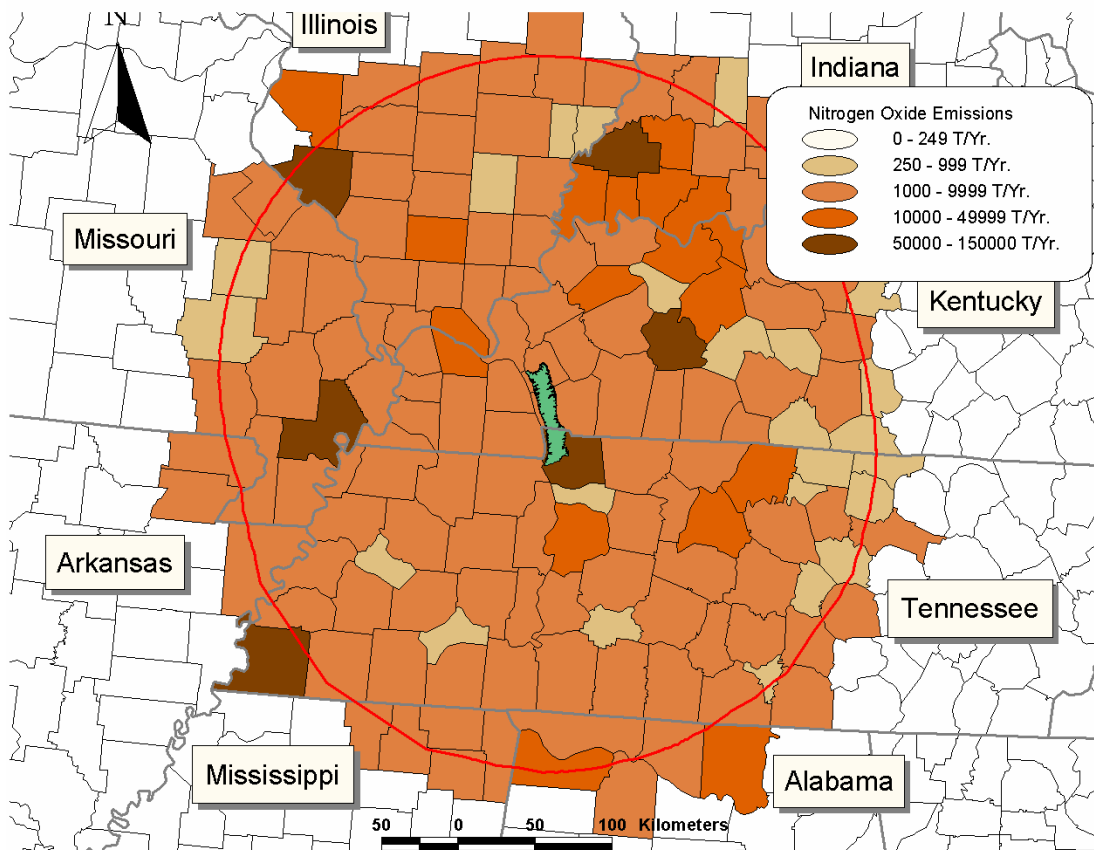 N
Illinois
Indiana
Nitrogen Oxide Emissions
0 - 249 T/Yr.
250 - 999 T/Yr.
1000 - 9999 T/Yr.
10000 - 49999 T/Yr.
50000 - 150000 T/Yr.
Missouri
Kentucky
Arkansas
Tennessee
Mississippi
Alabama
50 0 50 100 Kilometers